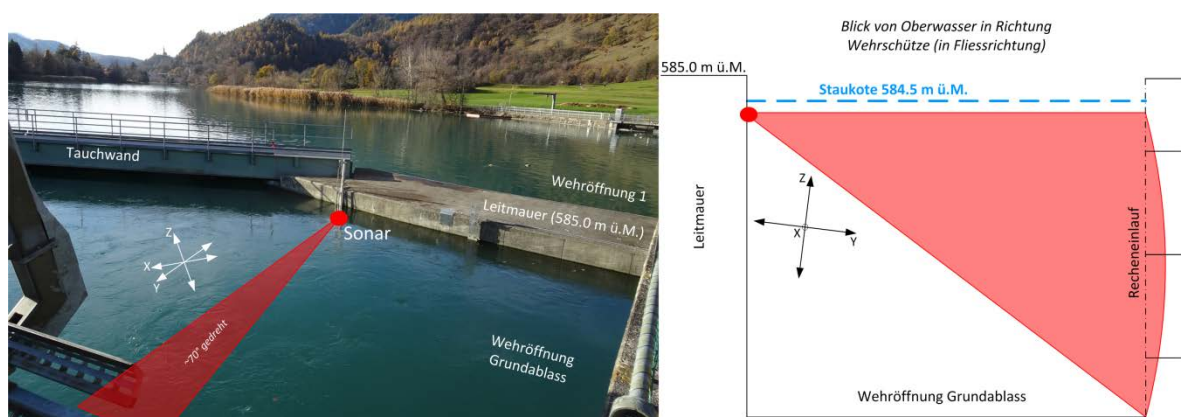 Tauchwand
Wehröffnung 1
Leitmauer (585.0 m ü.M.)
Sonar
Z
X
Y
~70° gedreht
Wehröffnung
Grundablass
Blick von Oberwasser in Richtung
Wehrschütze (in Fliessrichtung)
585.0 m ü.M.
Staukote 584.5 m ü.M.
Leitmauer
Z
X
Y
Recheneinlauf
Wehröffnung Grundablass